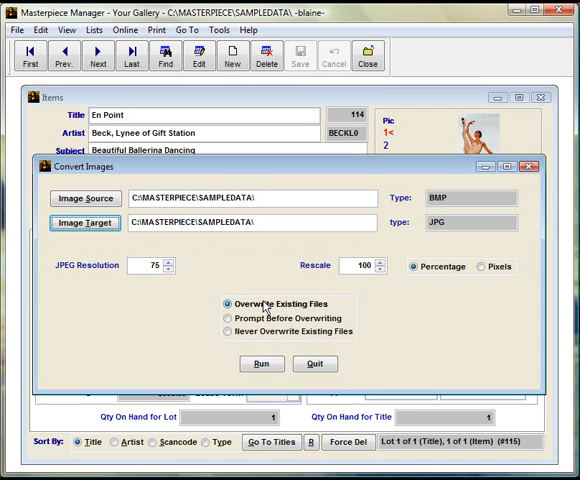 Masterpiece Manager - Your Gallery - C:\MASTERPIECE\SAMPLEDATA\ -blaine-
File Edit Views Lists Online Print Go To Tools Help
First Prev. Next Last Find Edit New Delete Save Cancel Close
Items
Title En Point 114
Artist Beck, Lynee of Gift Station BECKL0
Subject Beautiful Ballerina Dancing
Pic
1<
2
Convert Images
Image Source C:\MASTERPIECE\SAMPLEDATA\ Type: BMP
Image Target C:\MASTERPIECE\SAMPLEDATA\ type: JPG
JPEG Resolution 75 Rescale 100 Percentage Pixels
Overwrite Existing Files
Prompt Before Overwriting
Never Overwrite Existing Files
Run Quit
Qty On Hand for Lot 1 Qty On Hand for Title 1
Sort By: Title Artist Scancode Type Go To Titles R Force Del Lot 1 of 1 (Title), 1 of 1 (Item) (#115)